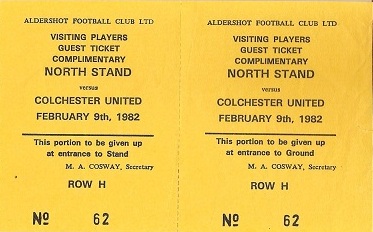 ALDERSHOT FOOTBALL CLUB LTD
VISITING PLAYERS
GUEST TICKET
COMPLIMENTARY
NORTH STAND
versus
COLCHESTER UNITED
FEBRUARY 9th, 1982
This portion to be given up
at entrance to Stand
M. A. COSWAY, Secretary
ROW H
No 62
ALDERSHOT FOOTBALL CLUB LTD
VISITING PLAYERS
GUEST TICKET
COMPLIMENTARY
NORTH STAND
versus
COLCHESTER UNITED
FEBRUARY 9th, 1982
This portion to be given up
at entrance to Ground
M. A. COSWAY, Secretary
ROW H
No 62